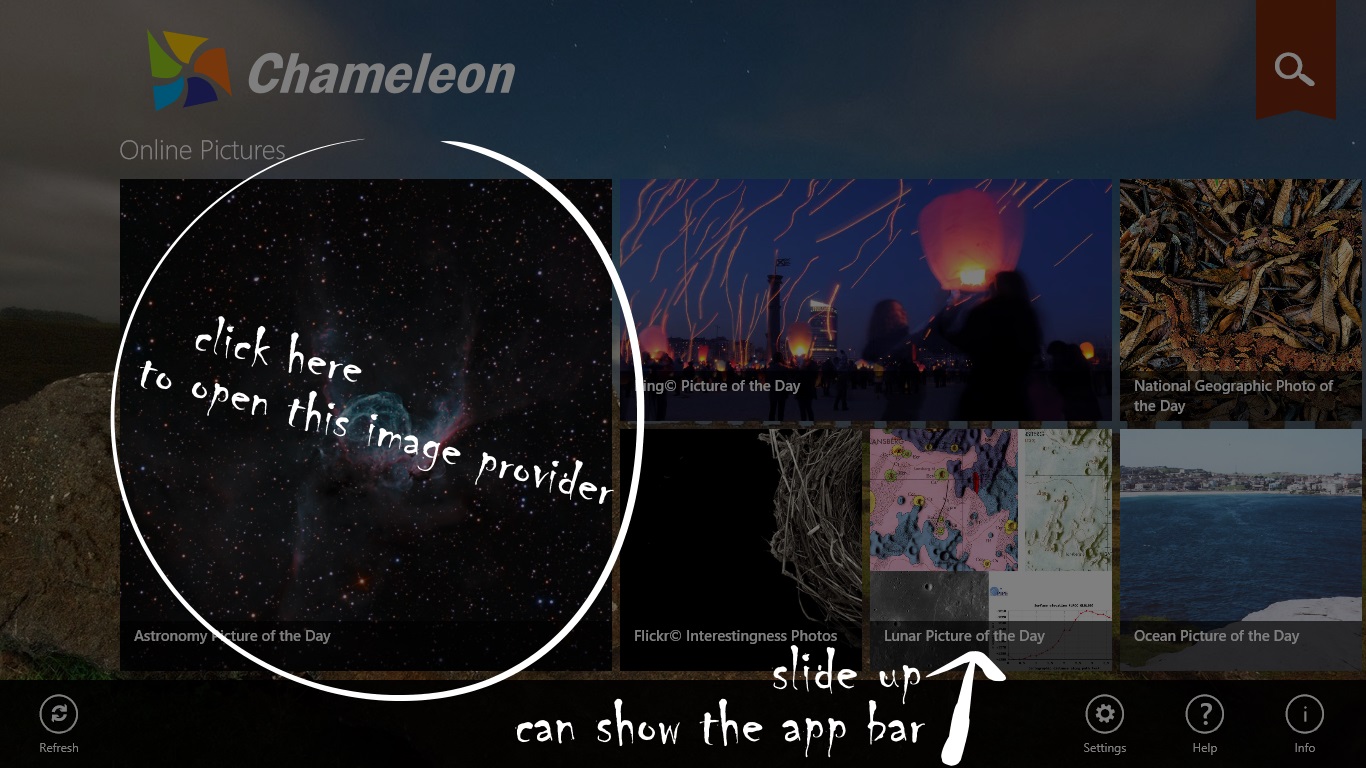 Chameleon
Online Pictures
click here
to open this image provider
Astronomy Picture of the Day
Bing© Picture of the Day
National Geographic Photo of
the Day
Flickr© Interestingness Photos
Lunar Picture of the Day
Ocean Picture of the Day
slide up
can show the app bar
Refresh
Settings
Help
Info